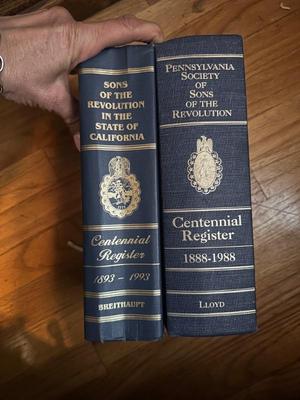 SONS
OF THE
REVOLUTION
IN THE
STATE OF
CALIFORNIA
Centennial
Register
1893 - 1993
BREITHAUPT
PENNSYLVANIA
SOCIETY
OF
SONS
OF THE
REVOLUTION
Centennial
Register
1888-1988
LLOYD